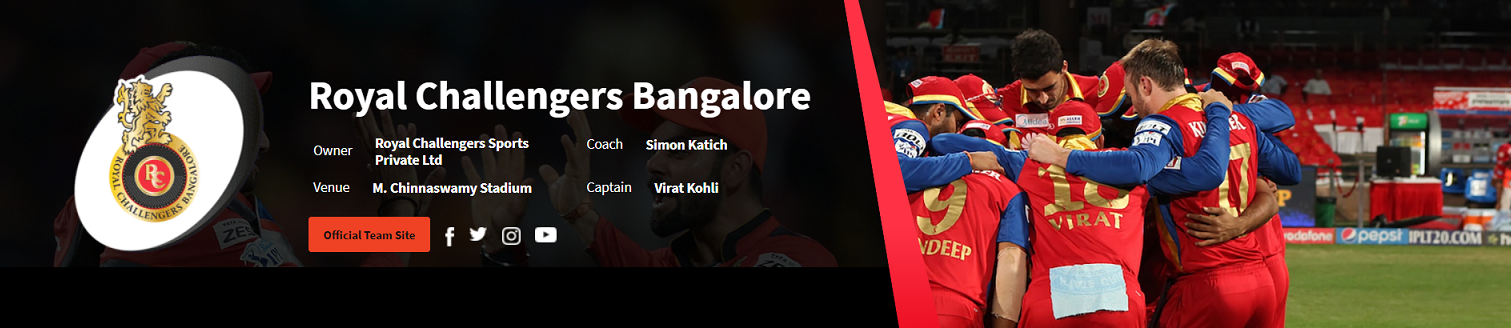 Royal Challengers Bangalore
Owner
Royal Challengers Sports
Private Ltd
Coach
Simon Katich
Venue
M. Chinnaswamy Stadium
Captain
Virat Kohli
Official Team Site
ROYAL CHALLENGERS BANGALORE
RC
9
NDEEP
18
VIRAT
17
vodafone
pepsi IPLT20.COM